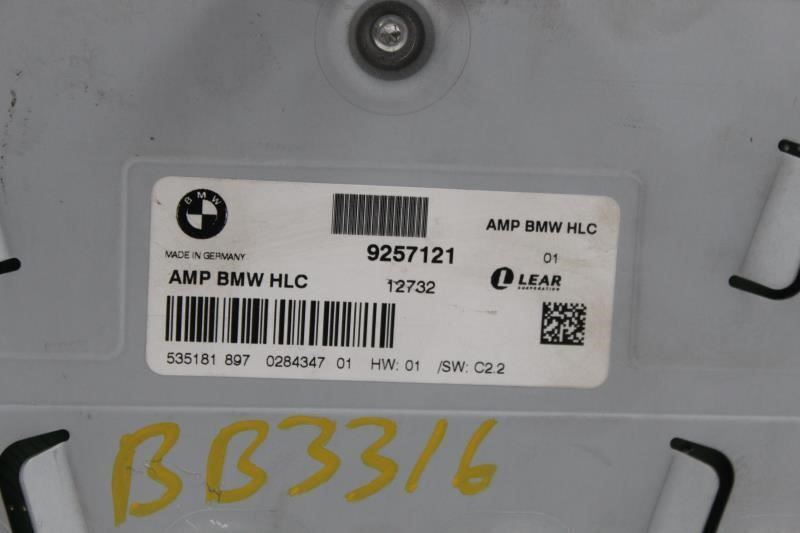 BMW
MADE IN GERMANY
9257121
AMP BMW HLC
01
AMP BMW HLC
12732
LEAR
CORPORATION
535181 897 0284347 01 HW: 01 /SW: C2.2
BB3316